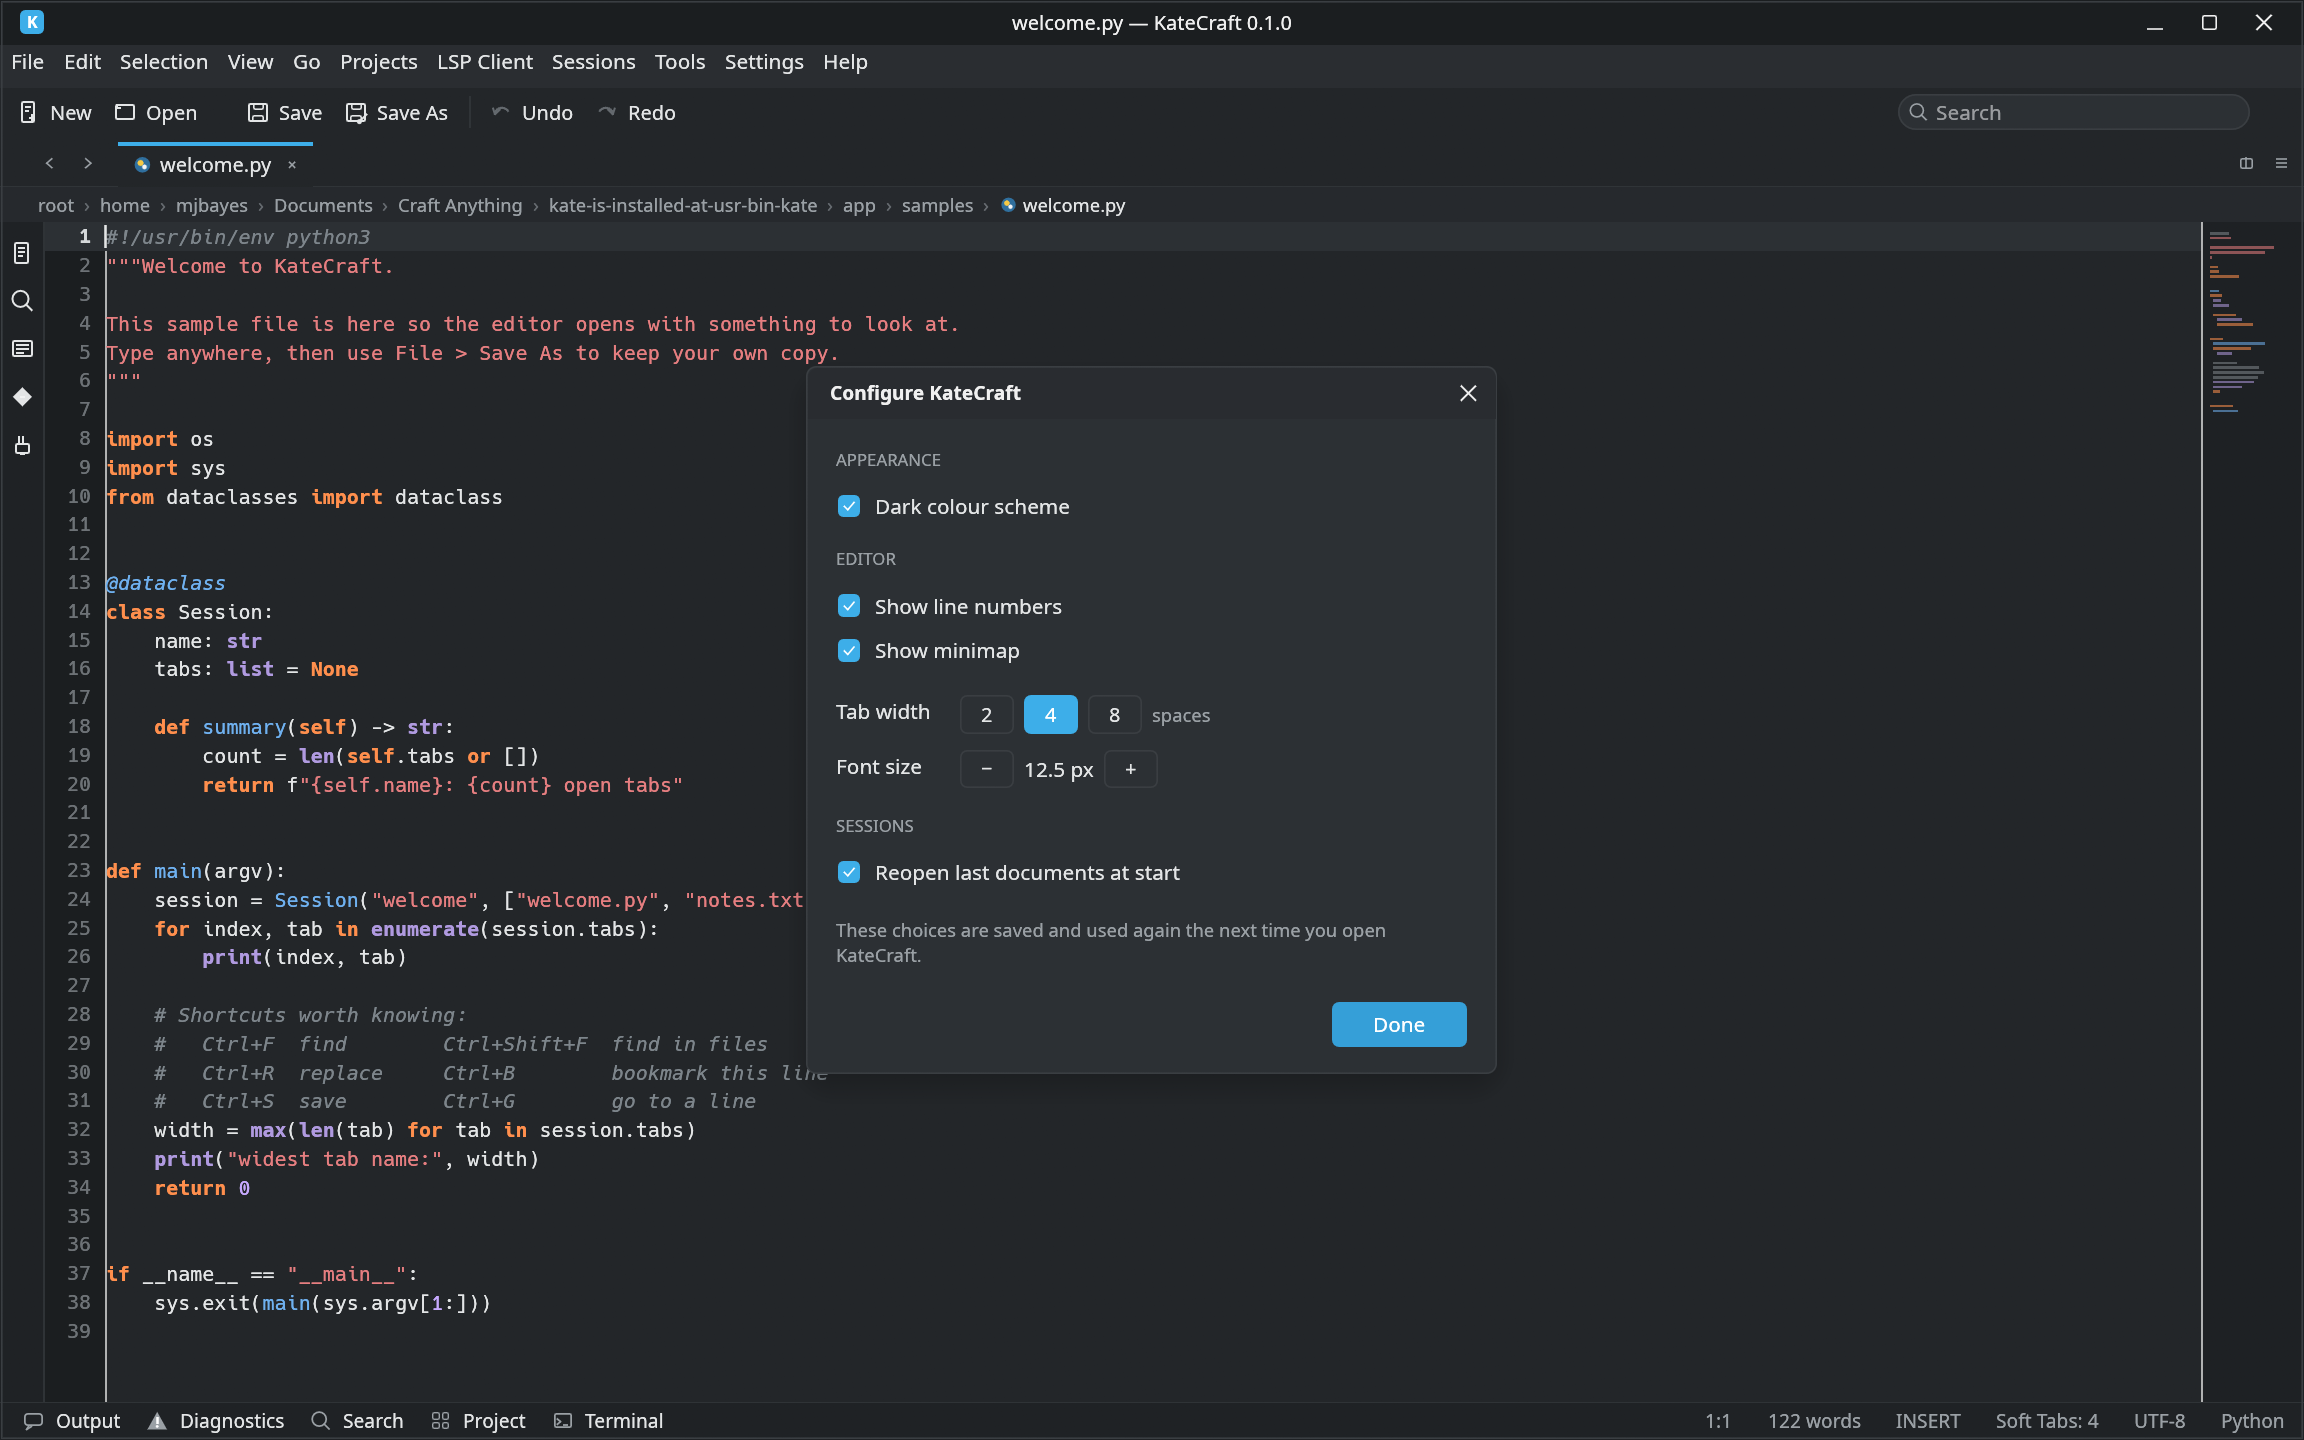 K
welcome.py — KateCraft 0.1.0
File Edit Selection View Go Projects LSP Client Sessions Tools Settings Help
New Open Save Save As Undo Redo Search
welcome.py ×
root › home › mjbayes › Documents › Craft Anything › kate-is-installed-at-usr-bin-kate › app › samples › welcome.py
1 #!/usr/bin/env python3
2 """Welcome to KateCraft.
3
4 This sample file is here so the editor opens with something to look at.
5 Type anywhere, then use File > Save As to keep your own copy.
6 """
7
8 import os
9 import sys
10 from dataclasses import dataclass
11
12
13 @dataclass
14 class Session:
15     name: str
16     tabs: list = None
17
18     def summary(self) -> str:
19         count = len(self.tabs or [])
20         return f"{self.name}: {count} open tabs"
21
22
23 def main(argv):
24     session = Session("welcome", ["welcome.py", "notes.txt
25     for index, tab in enumerate(session.tabs):
26         print(index, tab)
27
28     # Shortcuts worth knowing:
29     #   Ctrl+F  find        Ctrl+Shift+F  find in files
30     #   Ctrl+R  replace     Ctrl+B        bookmark this line
31     #   Ctrl+S  save        Ctrl+G        go to a line
32     width = max(len(tab) for tab in session.tabs)
33     print("widest tab name:", width)
34     return 0
35
36
37 if __name__ == "__main__":
38     sys.exit(main(sys.argv[1:]))
39
Configure KateCraft
APPEARANCE
Dark colour scheme
EDITOR
Show line numbers
Show minimap
Tab width 2 4 8 spaces
Font size − 12.5 px +
SESSIONS
Reopen last documents at start
These choices are saved and used again the next time you open
KateCraft.
Done
Output Diagnostics Search Project Terminal 1:1 122 words INSERT Soft Tabs: 4 UTF-8 Python